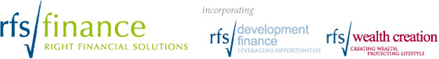 rfs/finance
RIGHT FINANCIAL SOLUTIONS
incorporating
rfs/development
finance
LEVERAGING OPPORTUNITIES
rfs/wealth creation
CREATING WEALTH,
PROTECTING LIFESTYLE